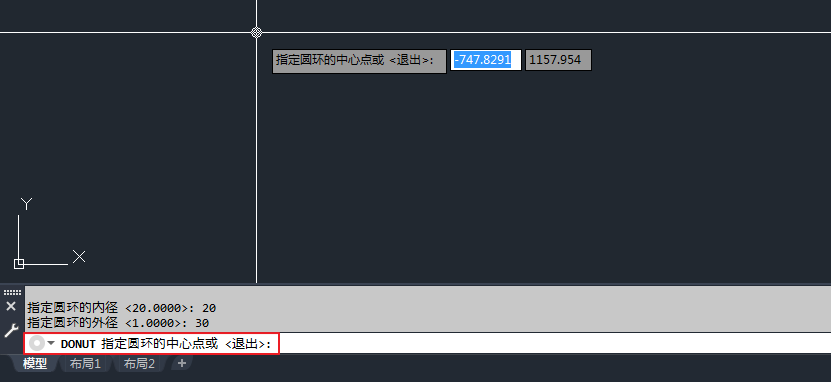 指定圆环的中心点或 <退出>: -747.8291 1157.954
Y
X
指定圆环的内径 <20.0000>: 20
指定圆环的外径 <1.0000>: 30
DONUT 指定圆环的中心点或 <退出>:
模型 布局1 布局2 +